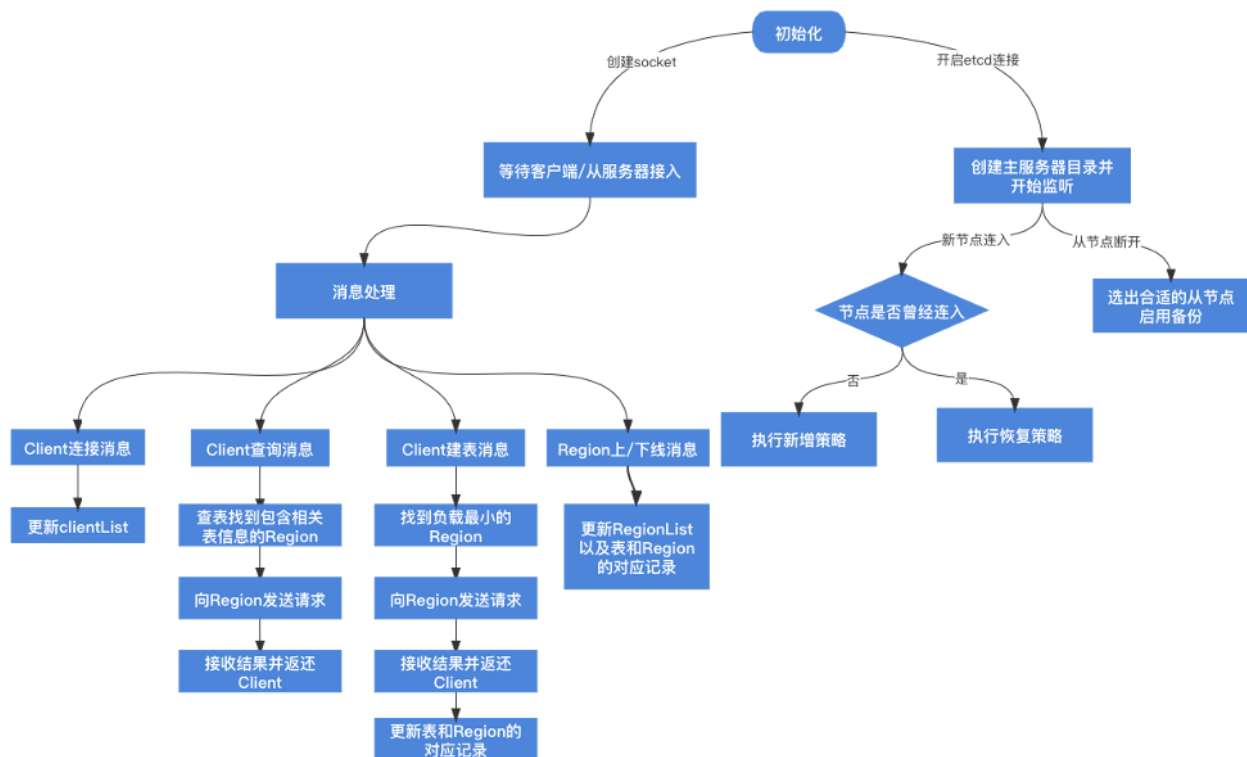 初始化
创建socket
开启etcd连接
等待客户端/从服务器接入
创建主服务器目录并
开始监听
新节点连入
从节点断开
消息处理
节点是否曾经连入
选出合适的从节点
启用备份
否
是
执行新增策略
执行恢复策略
Client连接消息
Client查询消息
Client建表消息
Region上/下线消息
更新clientList
查表找到包含相关
表信息的Region
找到负载最小的
Region
更新RegionList
以及表和Region
的对应记录
向Region发送请求
向Region发送请求
接收结果并返还
Client
接收结果并返还
Client
更新表和Region的
对应记录